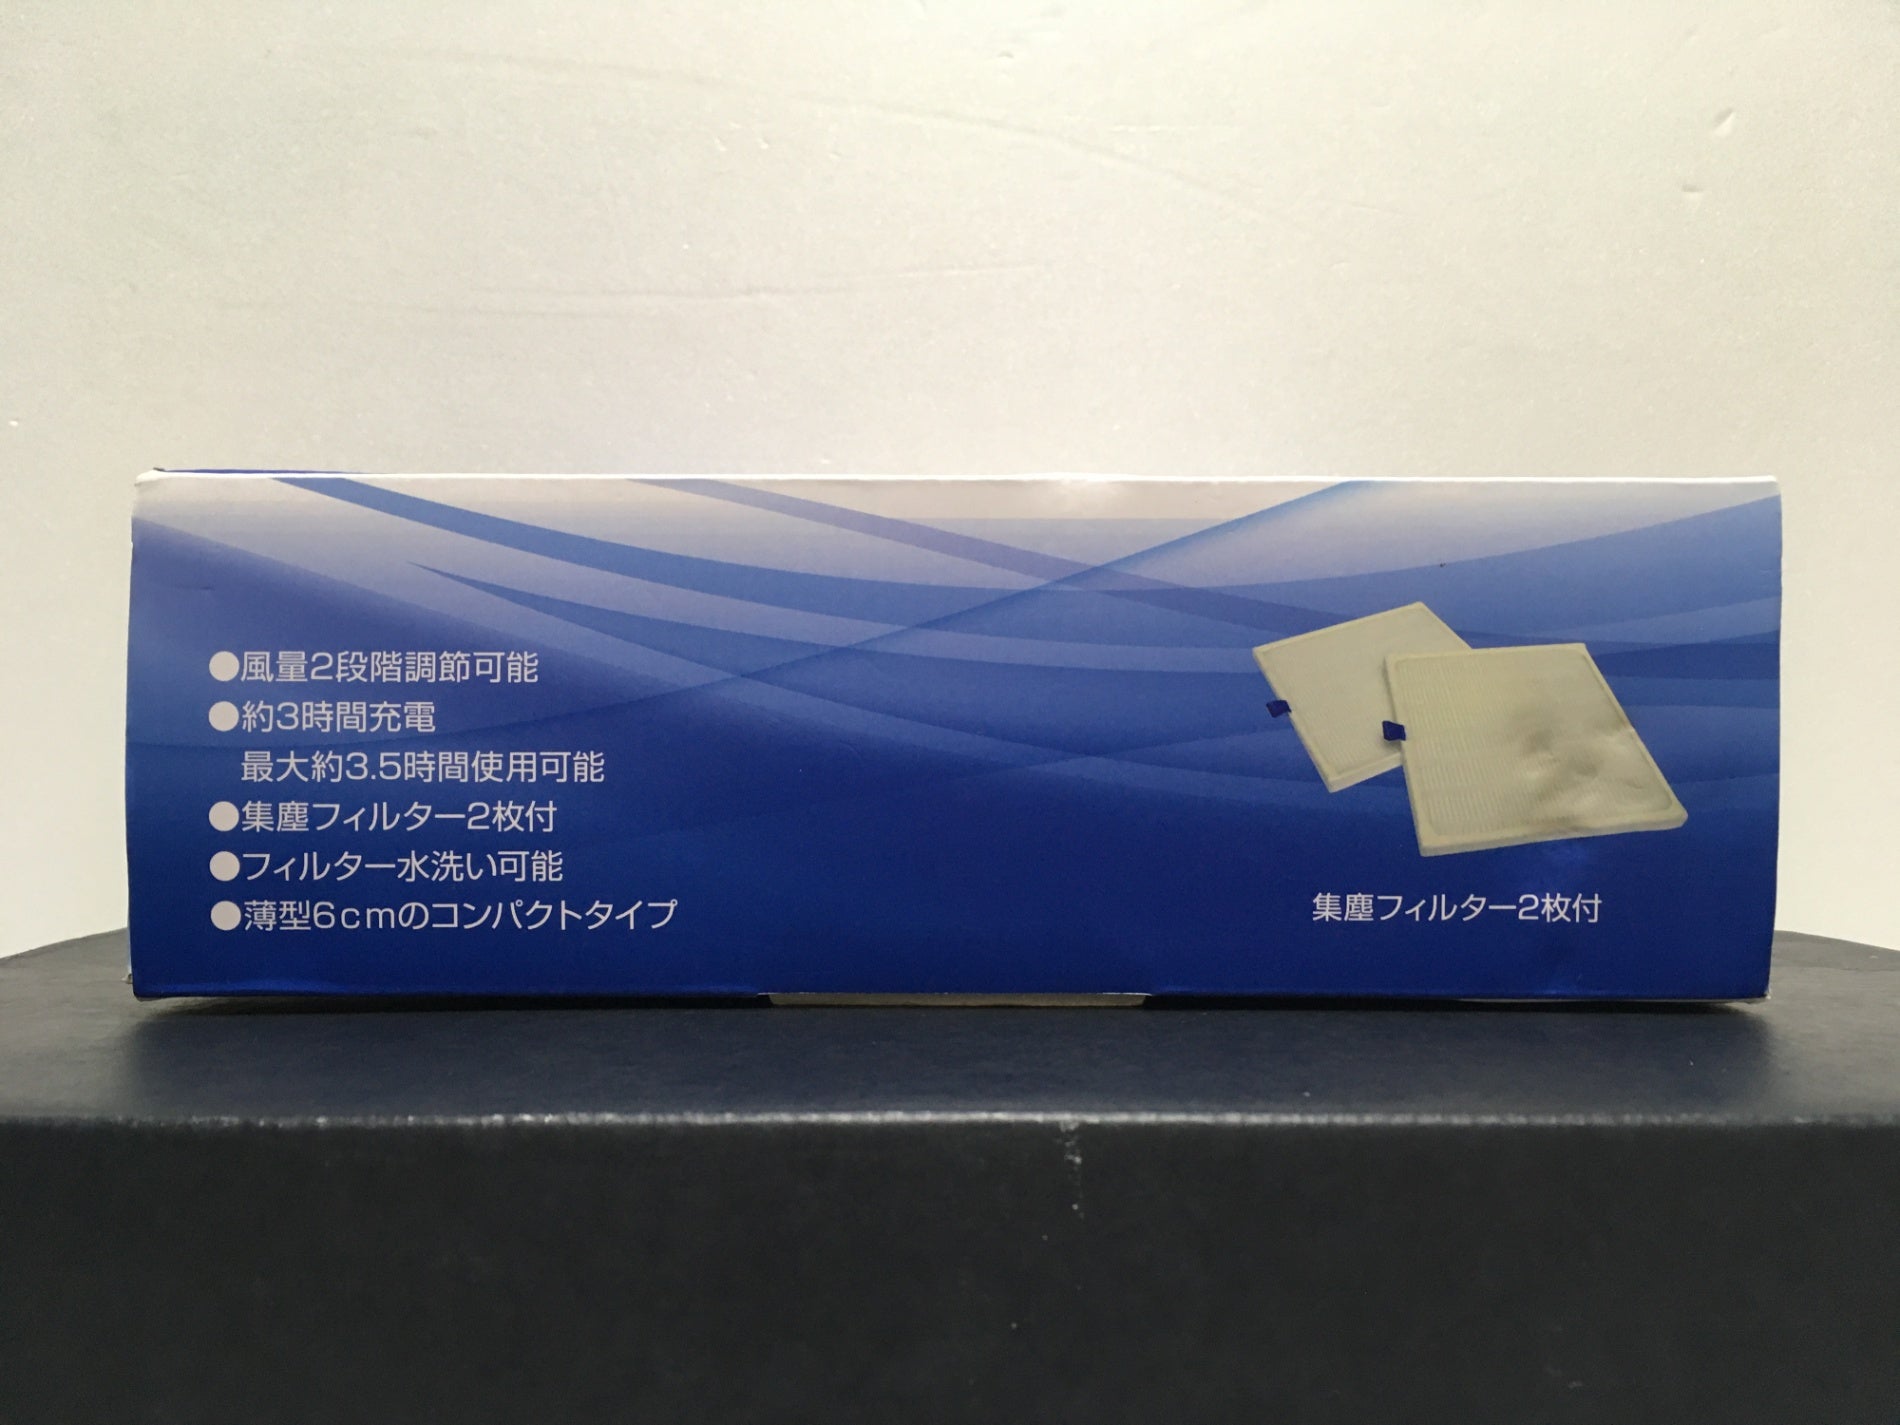 ●風量2段階調節可能
●約3時間充電
最大約3.5時間使用可能
●集塵フィルター2枚付
●フィルター水洗い可能
●薄型6cmのコンパクトタイプ
集塵フィルター2枚付